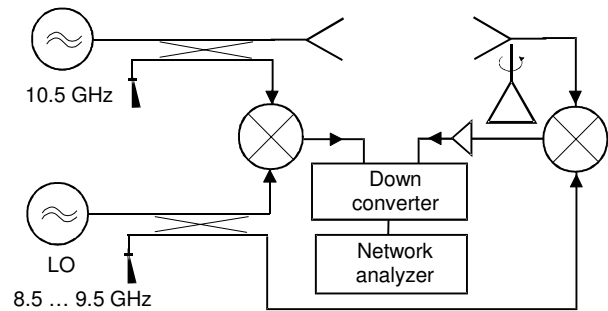 10.5 GHz
Down
converter
Network
analyzer
LO
8.5 ... 9.5 GHz